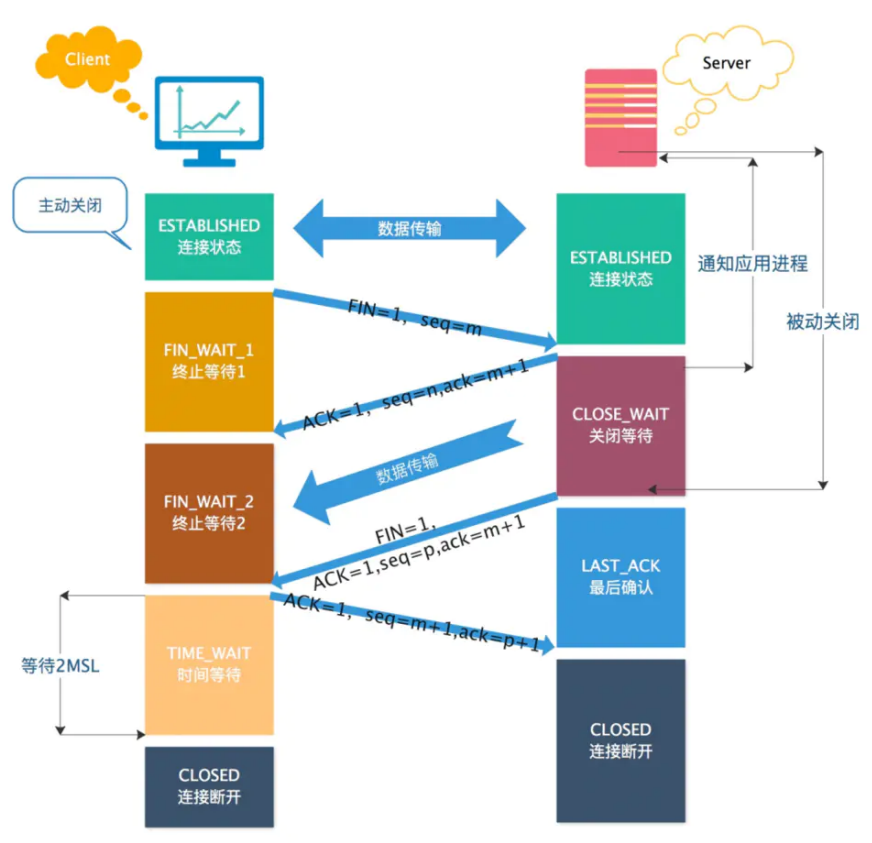 Client
Server
主动关闭
ESTABLISHED
连接状态
数据传输
ESTABLISHED
连接状态
通知应用进程
被动关闭
FIN=1, seq=m
FIN_WAIT_1
终止等待1
ACK=1, seq=n,ack=m+1
CLOSE_WAIT
关闭等待
数据传输
FIN_WAIT_2
终止等待2
FIN=1,
ACK=1,seq=p,ack=m+1
LAST_ACK
最后确认
ACK=1, seq=m+1,ack=p+1
等待2MSL
TIME_WAIT
时间等待
CLOSED
连接断开
CLOSED
连接断开